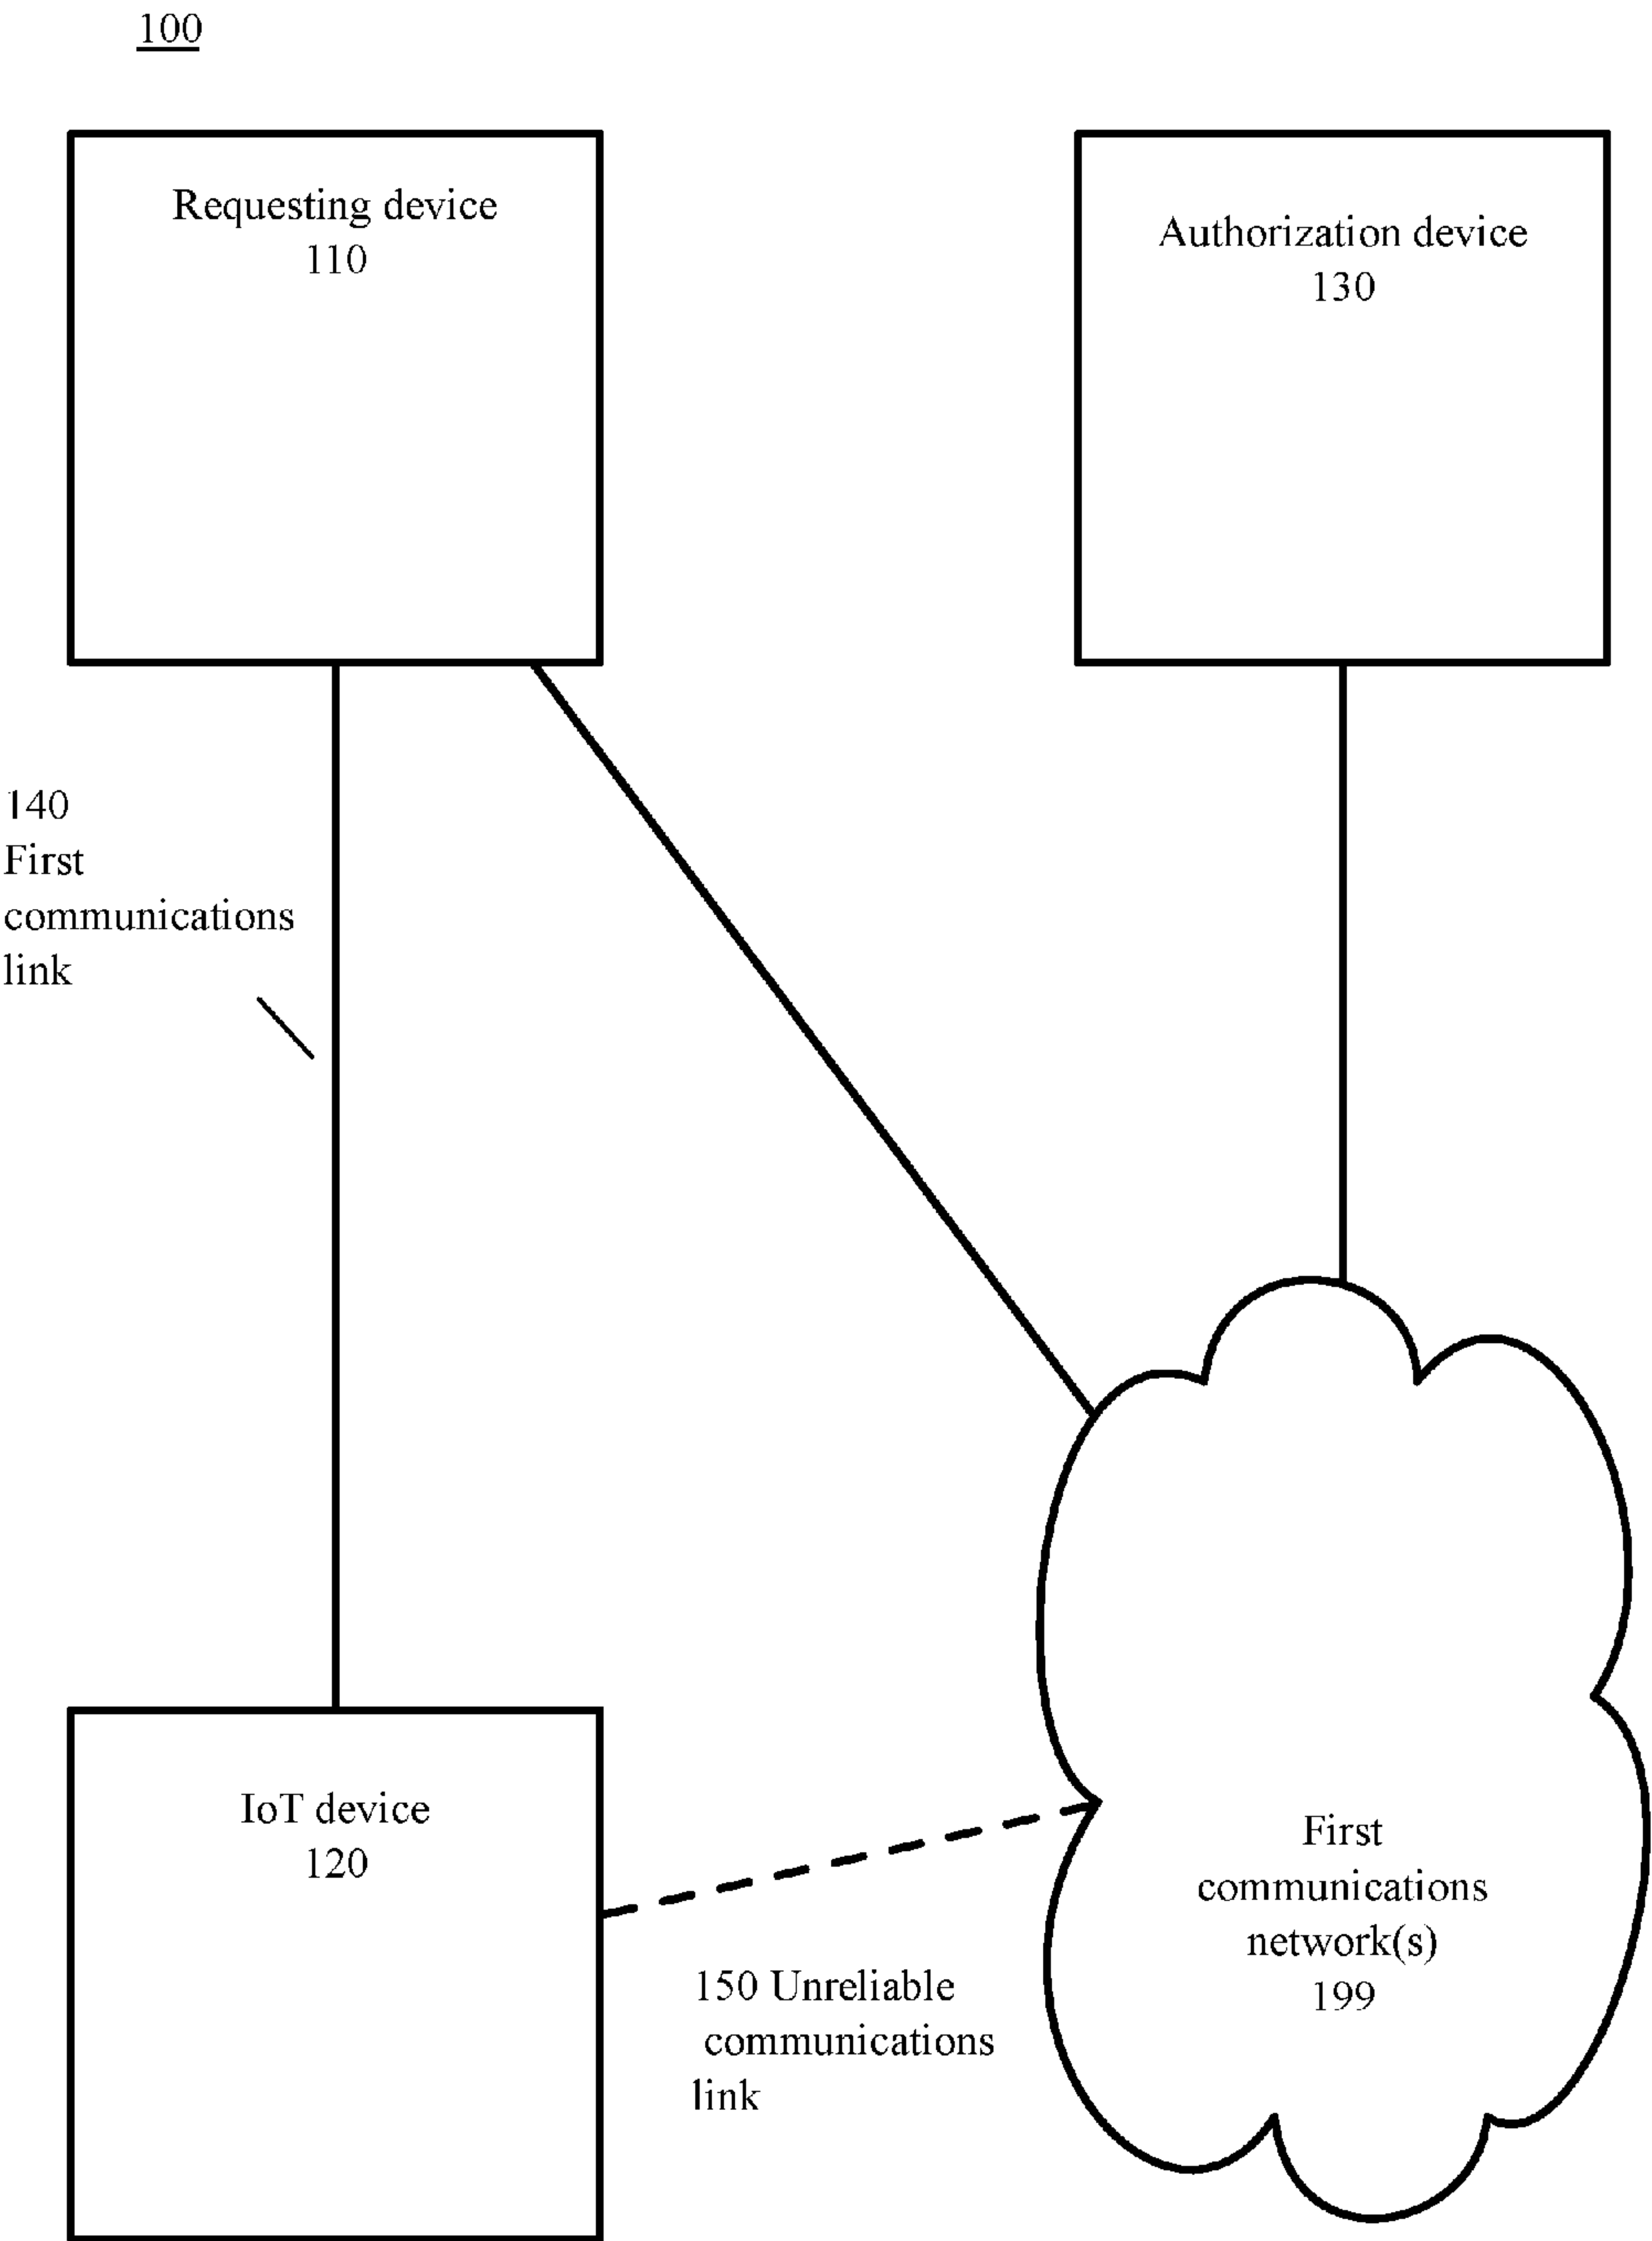 100
Requesting device
110
Authorization device
130
140
First
communications
link
IoT device
120
150 Unreliable
communications
link
First
communications
network(s)
199